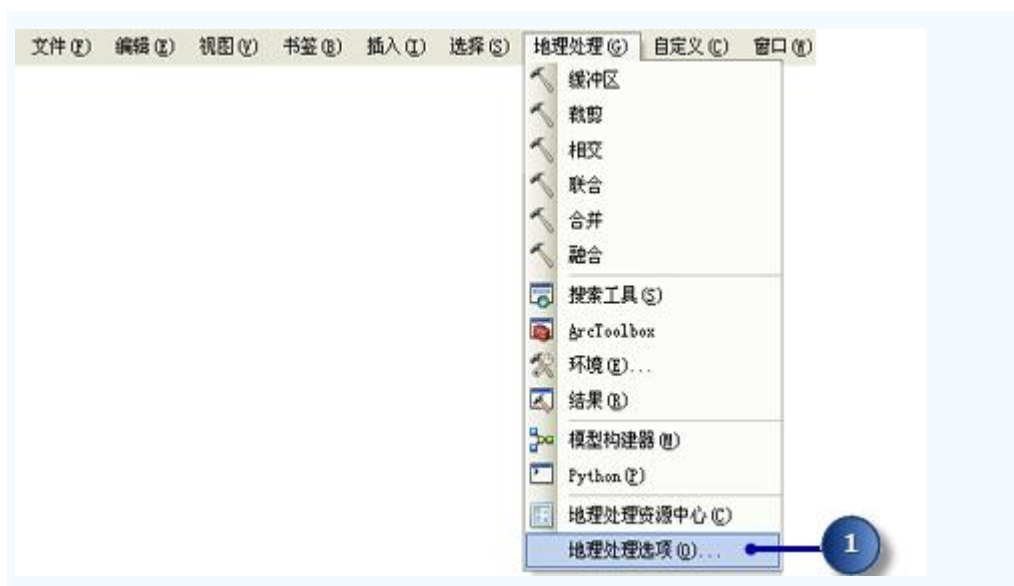 文件(F) 编辑(E) 视图(V) 书签(B) 插入(I) 选择(S) 地理处理(G) 自定义(C) 窗口(W)
缓冲区
裁剪
相交
联合
合并
融合
搜索工具(S)
ArcToolbox
环境(E)...
结果(R)
模型构建器(M)
Python(P)
地理处理资源中心(C)
地理处理选项(O)...
1